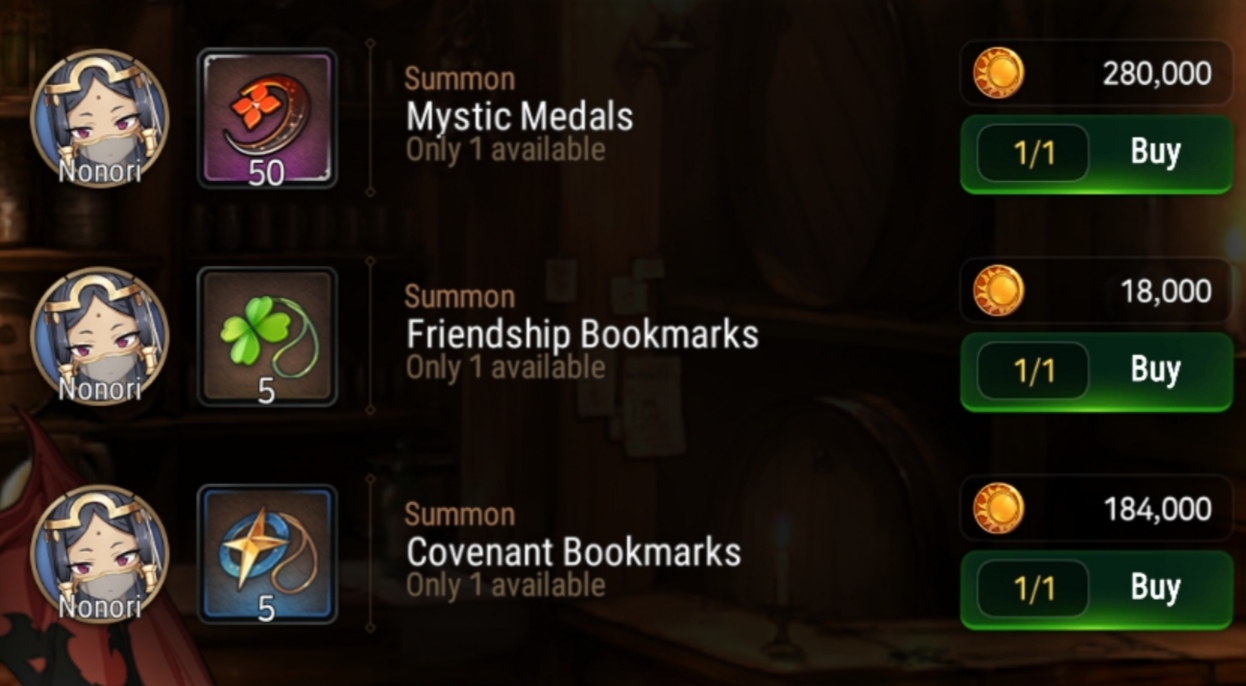 Nonori
50
Summon
Mystic Medals
Only 1 available
280,000
1/1 Buy
Nonori
5
Summon
Friendship Bookmarks
Only 1 available
18,000
1/1 Buy
Nonori
5
Summon
Covenant Bookmarks
Only 1 available
184,000
1/1 Buy